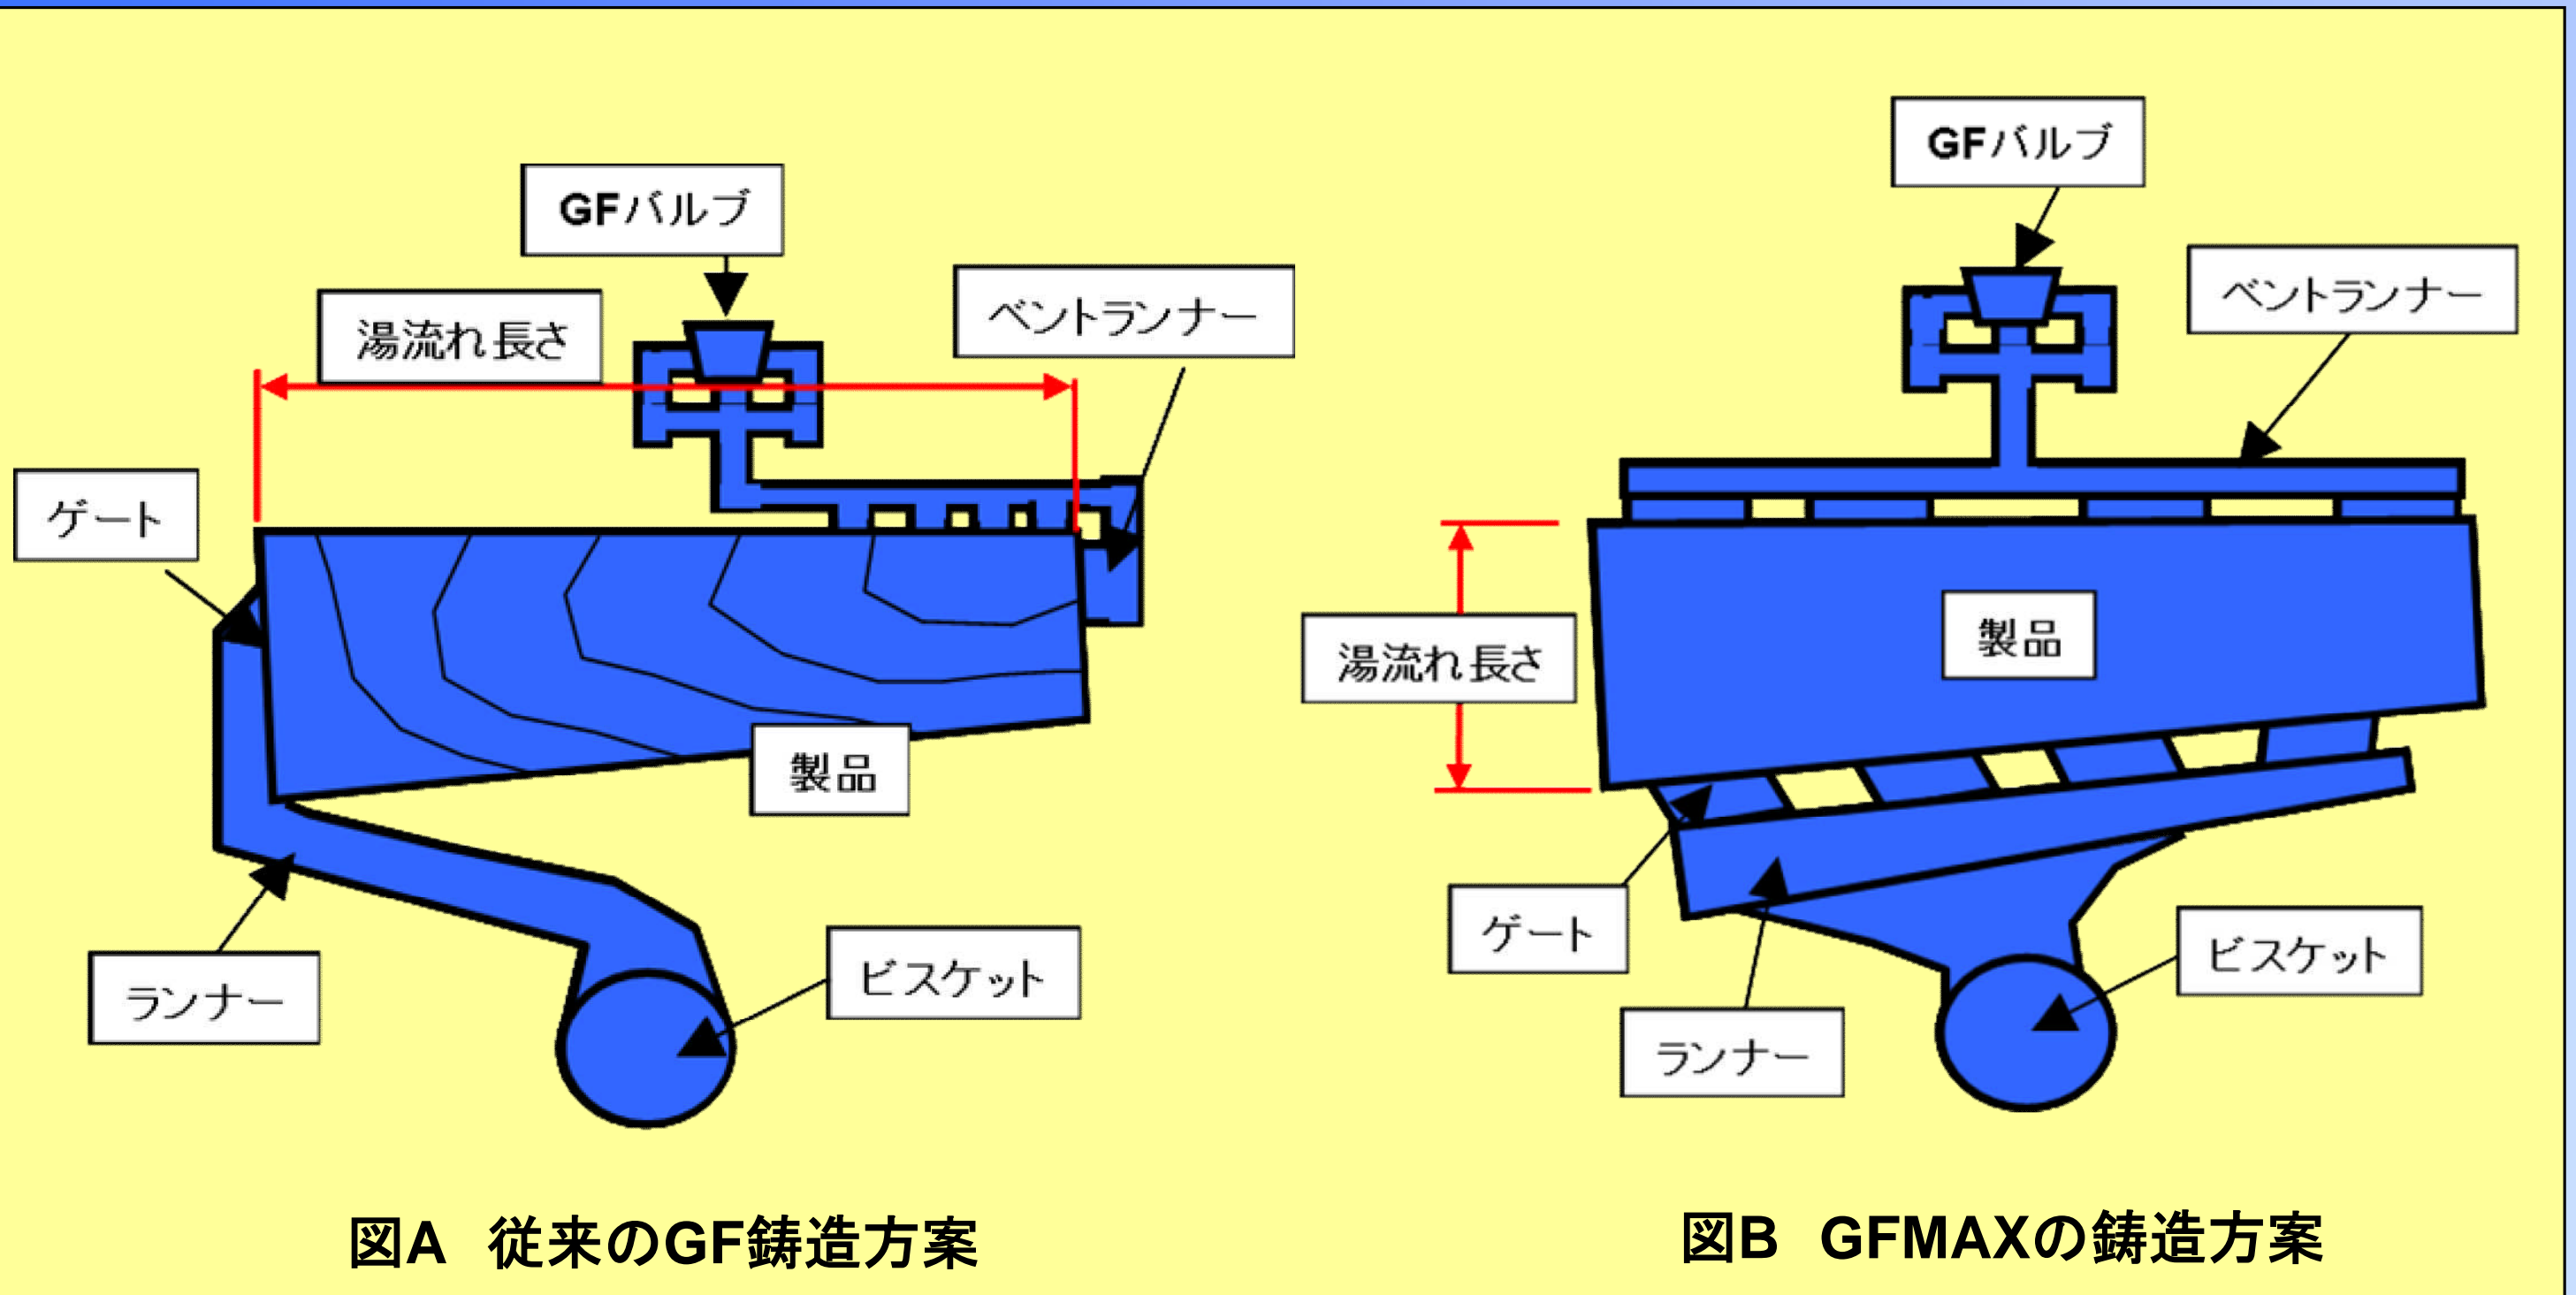 GFバルブ
湯流れ長さ
ベントランナー
ゲート
製品
ランナー
ビスケット
図A 従来のGF鋳造方案
GFバルブ
ベントランナー
湯流れ長さ
製品
ゲート
ランナー
ビスケット
図B GFMAXの鋳造方案